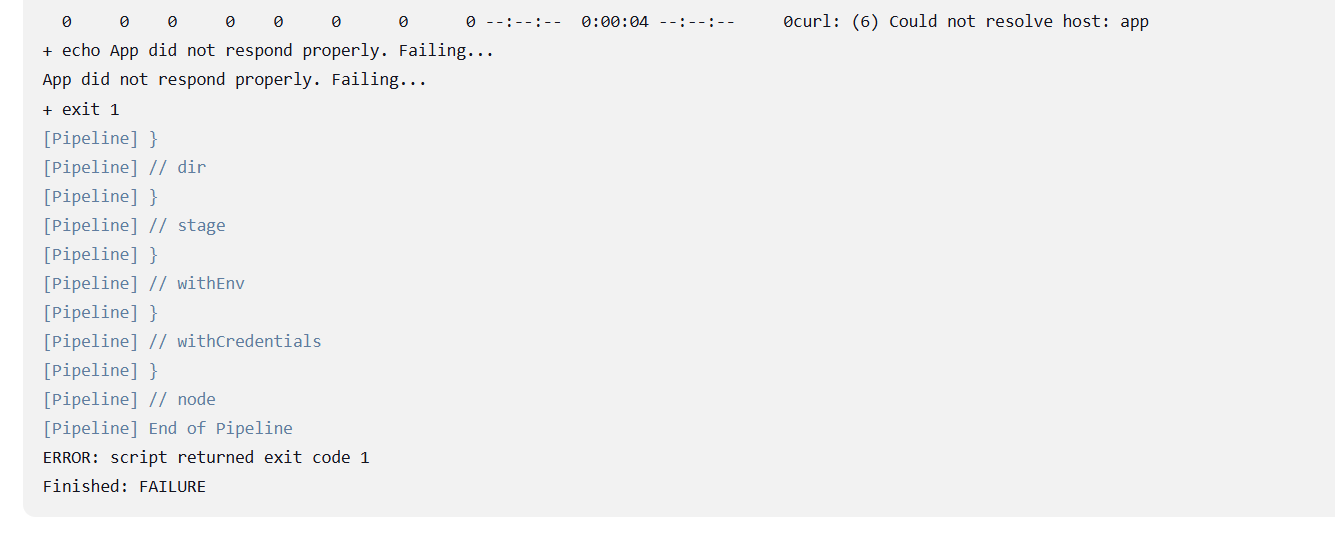 0     0    0     0    0     0      0      0 --:--:--  0:00:04 --:--:--     0curl: (6) Could not resolve host: app
+ echo App did not respond properly. Failing...
App did not respond properly. Failing...
+ exit 1
[Pipeline] }
[Pipeline] // dir
[Pipeline] }
[Pipeline] // stage
[Pipeline] }
[Pipeline] // withEnv
[Pipeline] }
[Pipeline] // withCredentials
[Pipeline] }
[Pipeline] // node
[Pipeline] End of Pipeline
ERROR: script returned exit code 1
Finished: FAILURE